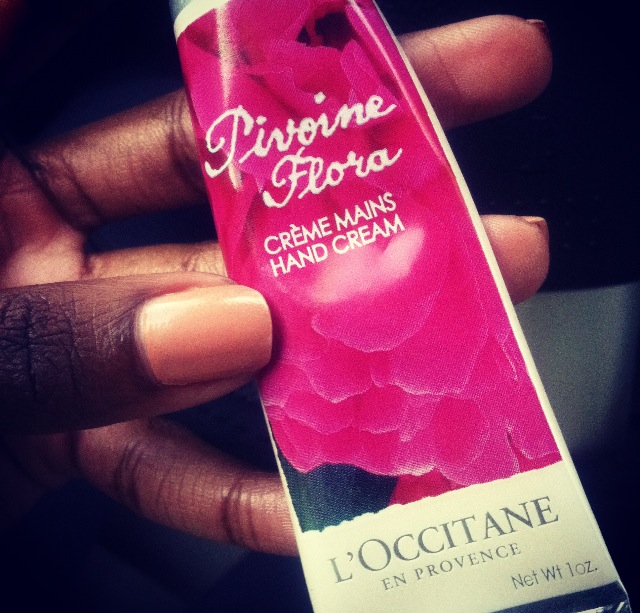 Pivoine
Flora
CRÈME MAINS
HAND CREAM
L'OCCITANE
EN PROVENCE
Net Wt 1oz.